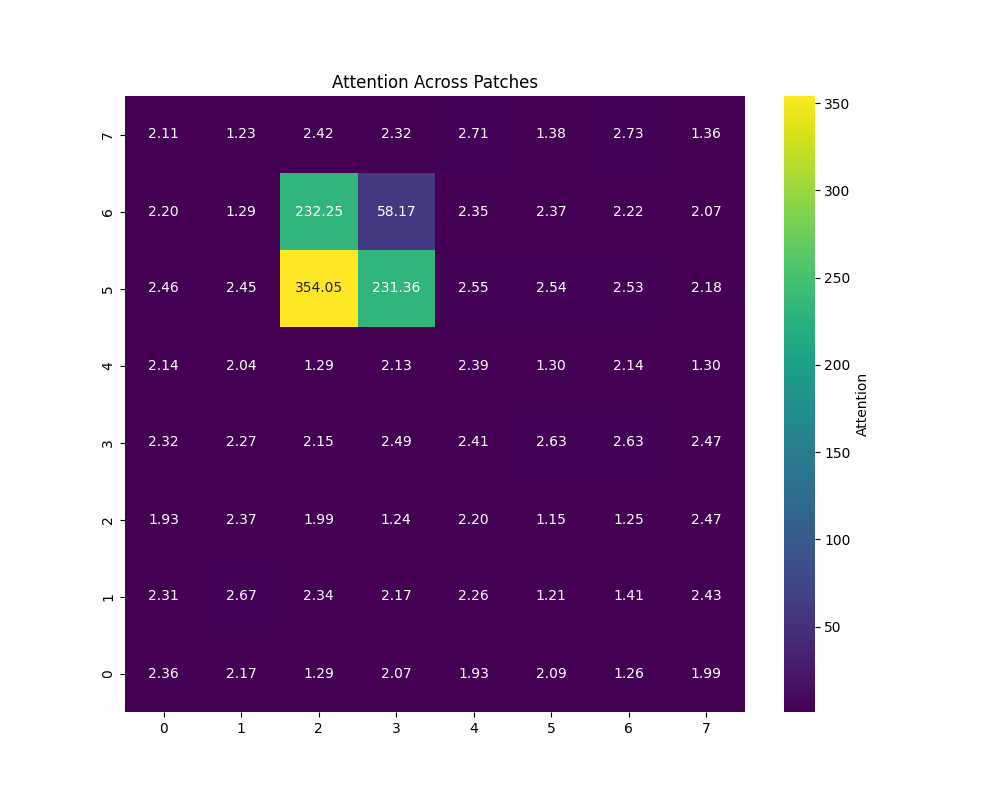 Attention Across Patches
7 2.11 1.23 2.42 2.32 2.71 1.38 2.73 1.36
6 2.20 1.29 232.25 58.17 2.35 2.37 2.22 2.07
5 2.46 2.45 354.05 231.36 2.55 2.54 2.53 2.18
4 2.14 2.04 1.29 2.13 2.39 1.30 2.14 1.30
3 2.32 2.27 2.15 2.49 2.41 2.63 2.63 2.47
2 1.93 2.37 1.99 1.24 2.20 1.15 1.25 2.47
1 2.31 2.67 2.34 2.17 2.26 1.21 1.41 2.43
0 2.36 2.17 1.29 2.07 1.93 2.09 1.26 1.99
0 1 2 3 4 5 6 7
350
300
250
200
150
100
50
Attention